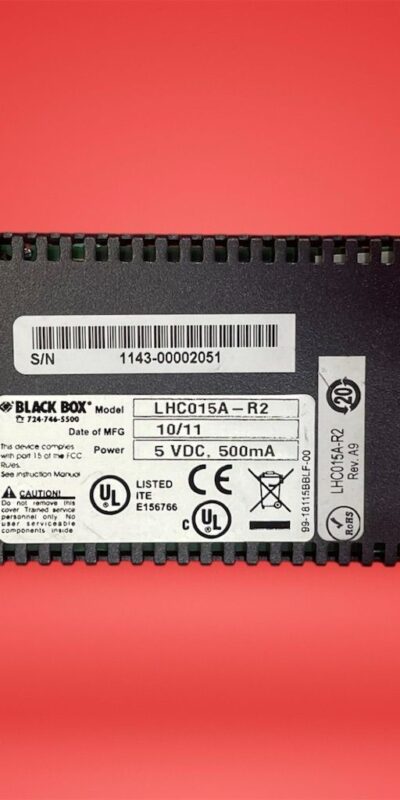 S/N 1143-00002051
BLACK BOX® Model LHC015A-R2
724-746-5500
Date of MFG 10/11
Power 5 VDC, 500mA
This device complies
with part 15 of the FCC
Rules.
See Instruction Manual
CAUTION!
Do not remove this
cover. Trained service
personnel only. No
user serviceable
components inside
UL
LISTED
ITE
E156766
CE
C UL
99-18115BBLF-00
20
LHC015A-R2
Rev. A9
RoHS